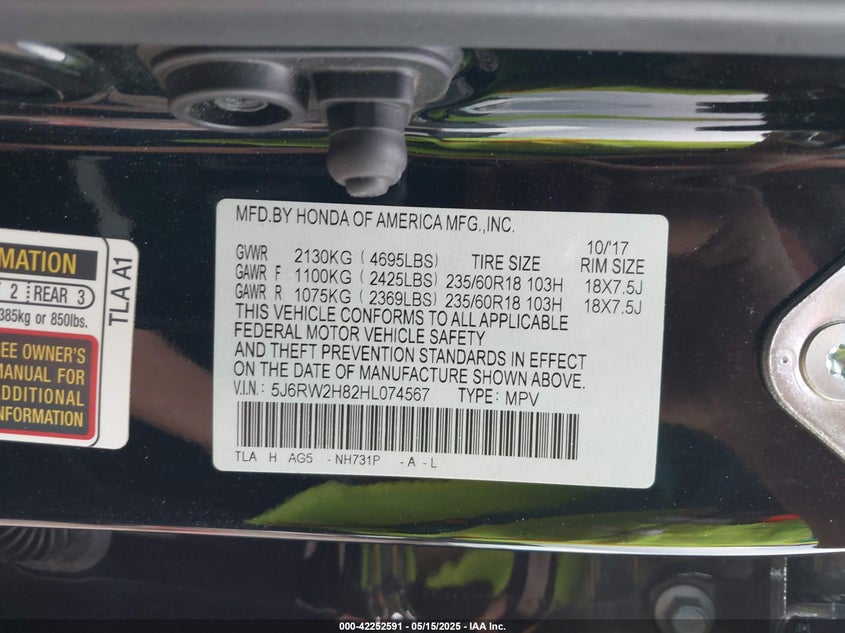 MFD.BY HONDA OF AMERICA MFG.,INC.
10/'17
GVWR 2130KG ( 4695LBS) TIRE SIZE RIM SIZE
GAWR F 1100KG ( 2425LBS) 235/60R18 103H 18X7.5J
GAWR R 1075KG ( 2369LBS) 235/60R18 103H 18X7.5J
THIS VEHICLE CONFORMS TO ALL APPLICABLE
FEDERAL MOTOR VEHICLE SAFETY
AND THEFT PREVENTION STANDARDS IN EFFECT
ON THE DATE OF MANUFACTURE SHOWN ABOVE.
V.I.N.: 5J6RW2H82HL074567 TYPE: MPV
TLA H AG5 -NH731P -A -L
MATION
2 REAR 3
385kg or 850lbs.
TLA A1
EE OWNER'S
MANUAL FOR
ADDITIONAL
INFORMATION
000-42252591 - 05/15/2025 - IAA Inc.